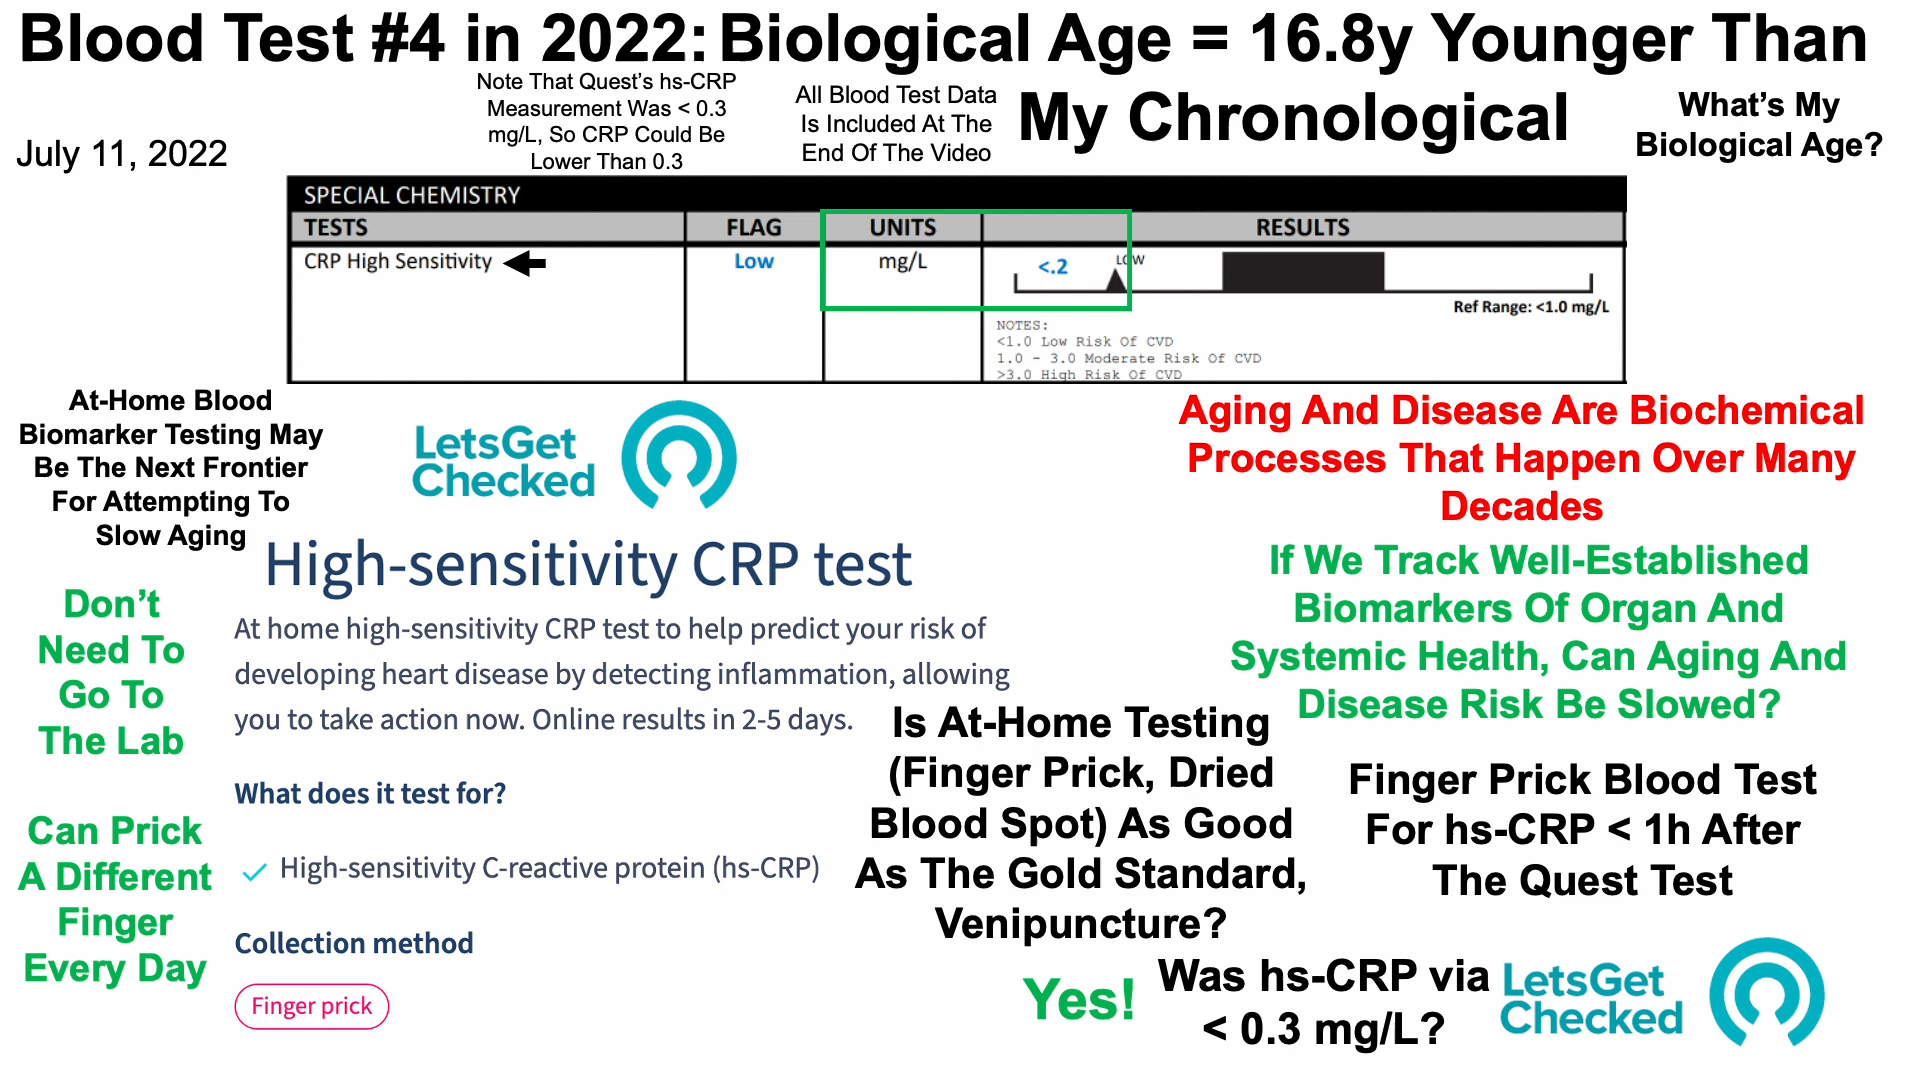 Blood Test #4 in 2022: Biological Age = 16.8y Younger Than
My Chronological
Note That Quest's hs-CRP
Measurement Was < 0.3
mg/L, So CRP Could Be
Lower Than 0.3
All Blood Test Data
Is Included At The
End Of The Video
What's My
Biological Age?
July 11, 2022
SPECIAL CHEMISTRY
TESTS FLAG UNITS RESULTS
CRP High Sensitivity Low mg/L <.2 LOW
Ref Range: <1.0 mg/L
NOTES:
<1.0 Low Risk Of CVD
1.0 - 3.0 Moderate Risk Of CVD
>3.0 High Risk Of CVD
At-Home Blood
Biomarker Testing May
Be The Next Frontier
For Attempting To
Slow Aging
LetsGet
Checked
Aging And Disease Are Biochemical
Processes That Happen Over Many
Decades
If We Track Well-Established
Biomarkers Of Organ And
Systemic Health, Can Aging And
Disease Risk Be Slowed?
High-sensitivity CRP test
At home high-sensitivity CRP test to help predict your risk of
developing heart disease by detecting inflammation, allowing
you to take action now. Online results in 2-5 days.
What does it test for?
High-sensitivity C-reactive protein (hs-CRP)
Collection method
Finger prick
Don't
Need To
Go To
The Lab
Can Prick
A Different
Finger
Every Day
Is At-Home Testing
(Finger Prick, Dried
Blood Spot) As Good
As The Gold Standard,
Venipuncture?
Finger Prick Blood Test
For hs-CRP < 1h After
The Quest Test
Yes!
Was hs-CRP via
< 0.3 mg/L?
LetsGet
Checked